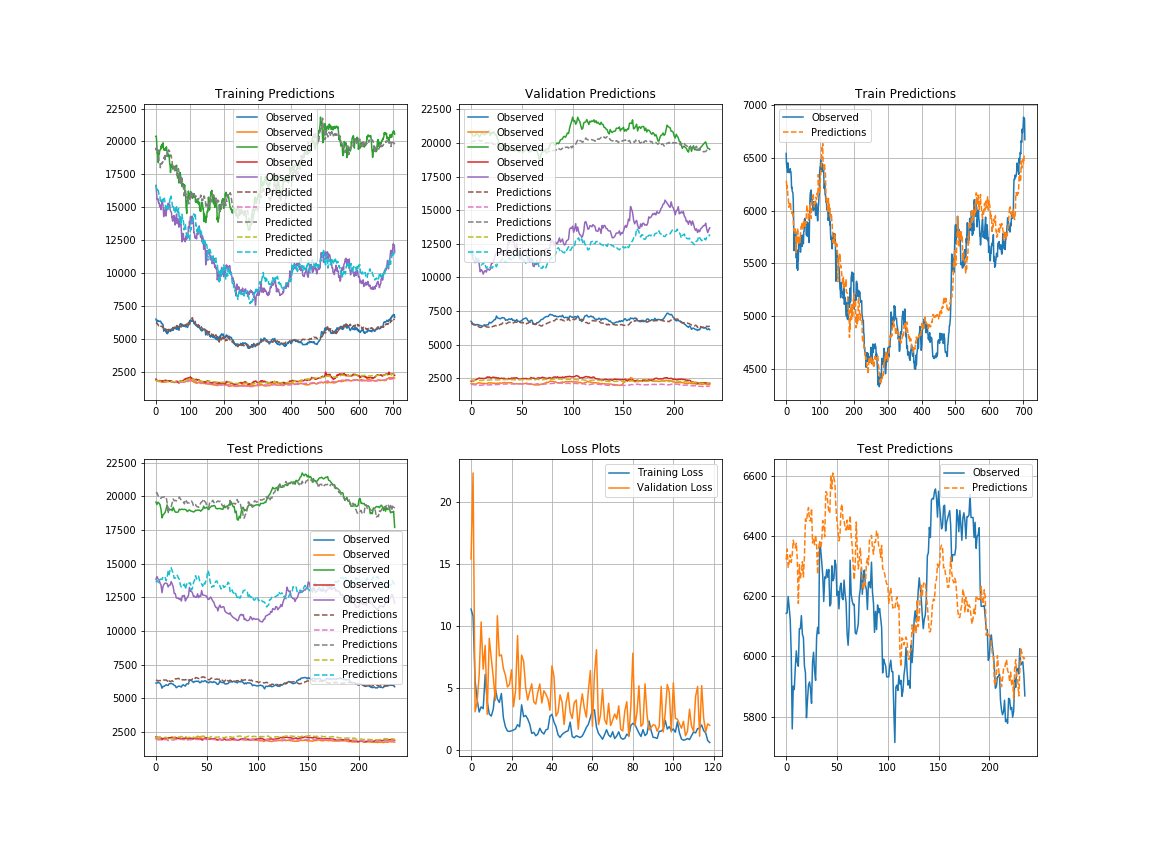 Training Predictions
22500
20000
17500
15000
12500
10000
7500
5000
2500
0 100 200 300 400 500 600 700
Observed
Observed
Observed
Observed
Observed
Predicted
Predicted
Predicted
Predicted
Predicted
Validation Predictions
22500
20000
17500
15000
12500
10000
7500
5000
2500
0 50 100 150 200
Observed
Observed
Observed
Observed
Observed
Predictions
Predictions
Predictions
Predictions
Predictions
Train Predictions
7000
6500
6000
5500
5000
4500
0 100 200 300 400 500 600 700
Observed
Predictions
Test Predictions
22500
20000
17500
15000
12500
10000
7500
5000
2500
0 50 100 150 200
Observed
Observed
Observed
Observed
Observed
Predictions
Predictions
Predictions
Predictions
Predictions
Loss Plots
20
15
10
5
0
0 20 40 60 80 100 120
Training Loss
Validation Loss
Test Predictions
6600
6400
6200
6000
5800
0 50 100 150 200
Observed
Predictions